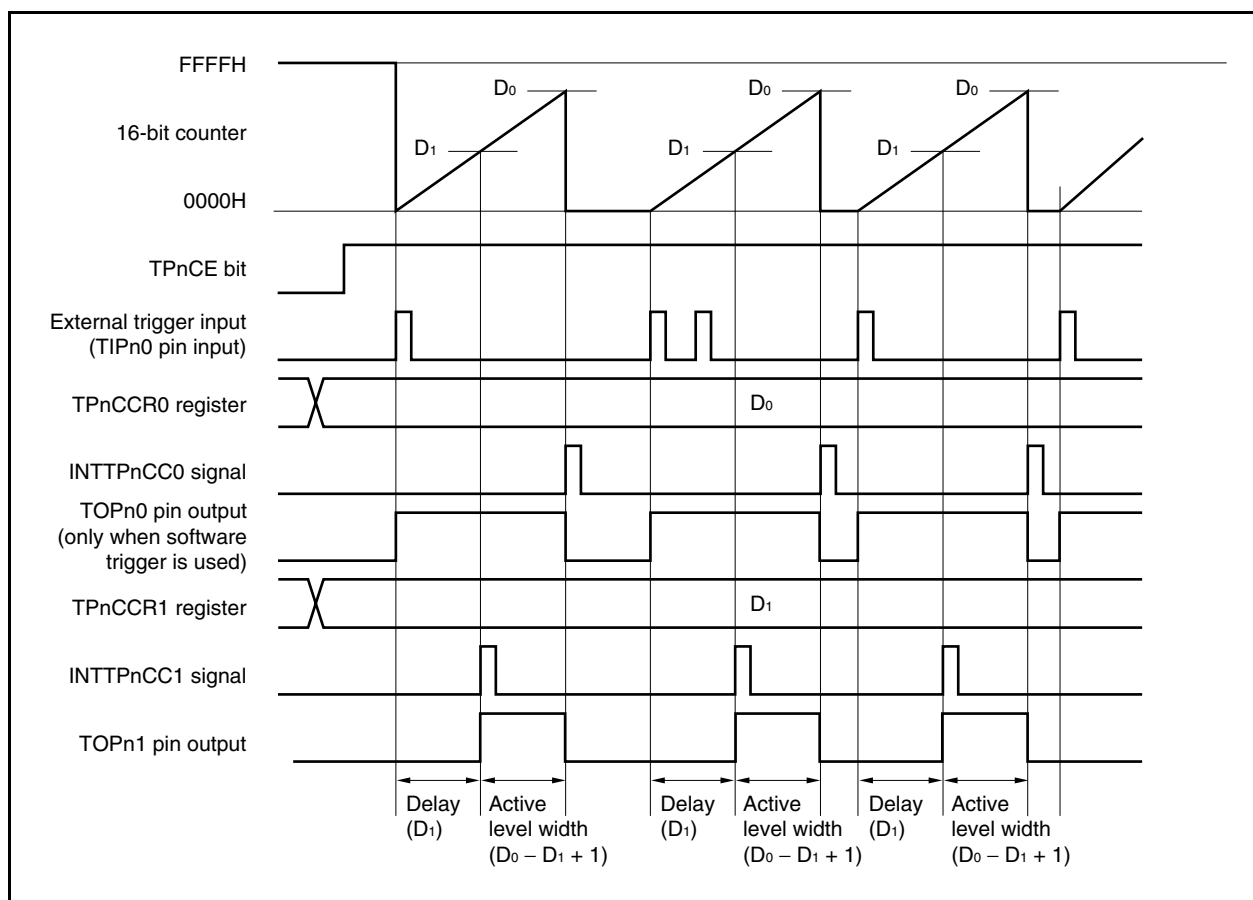 FFFFH
D0
D0
D0
16-bit counter
D1
D1
D1
0000H
TPnCE bit
External trigger input
(TIPn0 pin input)
TPnCCR0 register
D0
INTTPnCC0 signal
TOPn0 pin output
(only when software
trigger is used)
TPnCCR1 register
D1
INTTPnCC1 signal
TOPn1 pin output
Delay
(D1)
Active
level width
(D0 − D1 + 1)
Delay
(D1)
Active
level width
(D0 − D1 + 1)
Delay
(D1)
Active
level width
(D0 − D1 + 1)